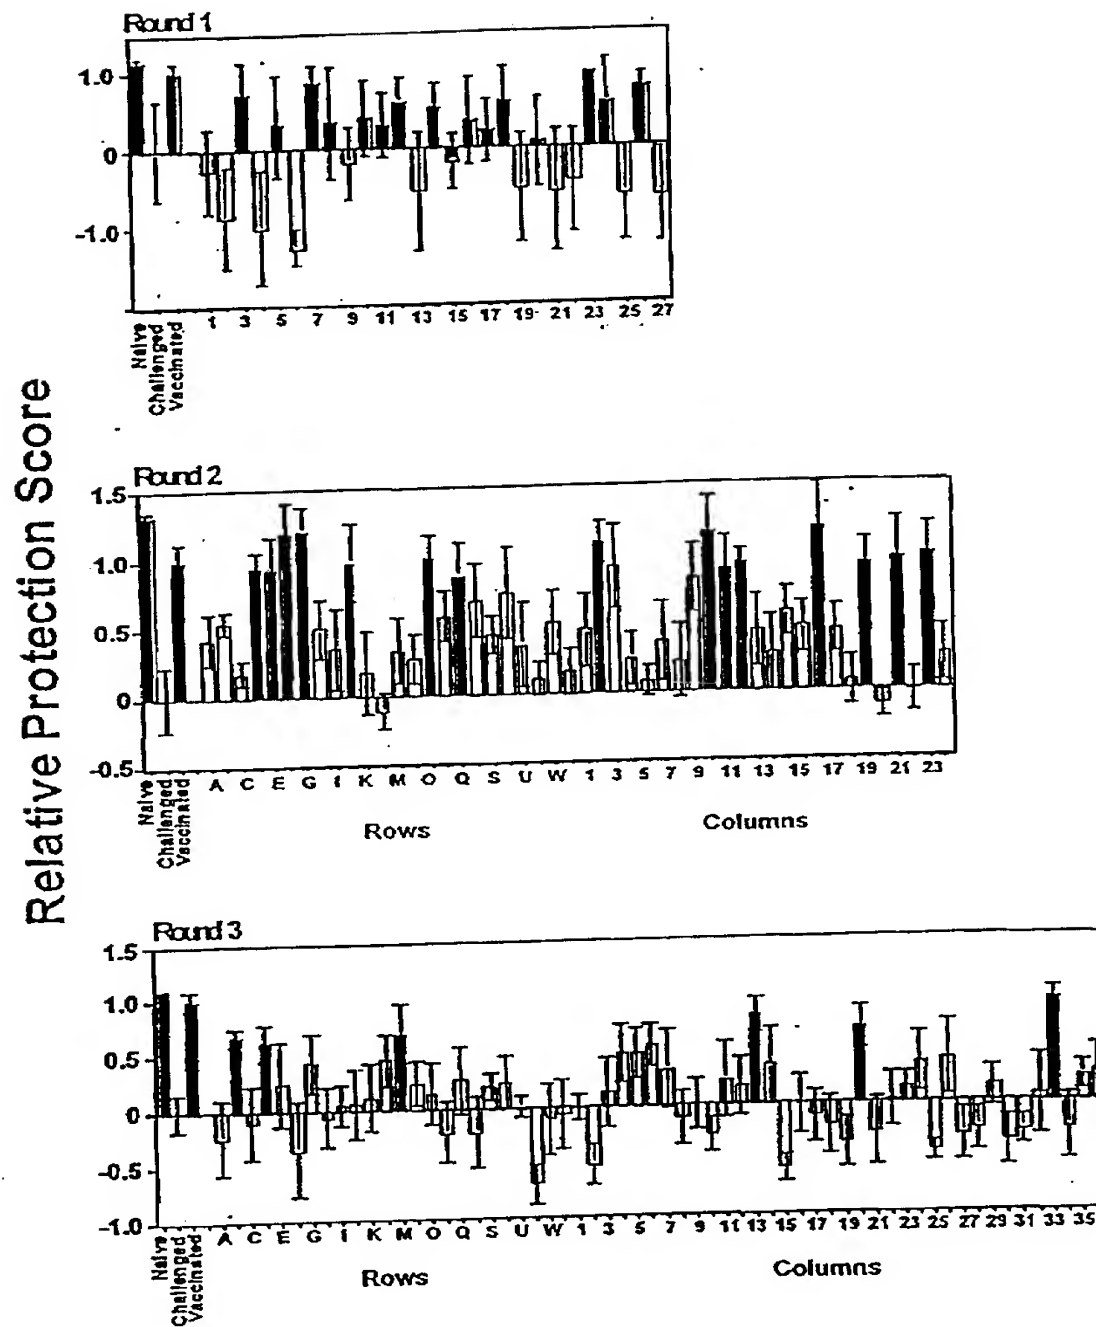 Relative Protection Score
Round 1
1.0
0
-1.0
Naive
Challenged
Vaccinated
1 3 5 7 9 11 13 15 17 19 21 23 25 27
Round 2
1.5
1.0
0.5
0
-0.5
Naive
Challenged
Vaccinated
A C E G I K M O Q S U W 1 3 5 7 9 11 13 15 17 19 21 23
Rows
Columns
Round 3
1.5
1.0
0.5
0
-0.5
-1.0
Naive
Challenged
Vaccinated
A C E G I K M O Q S U W 1 3 5 7 9 11 13 15 17 19 21 23 25 27 29 31 33 35
Rows
Columns